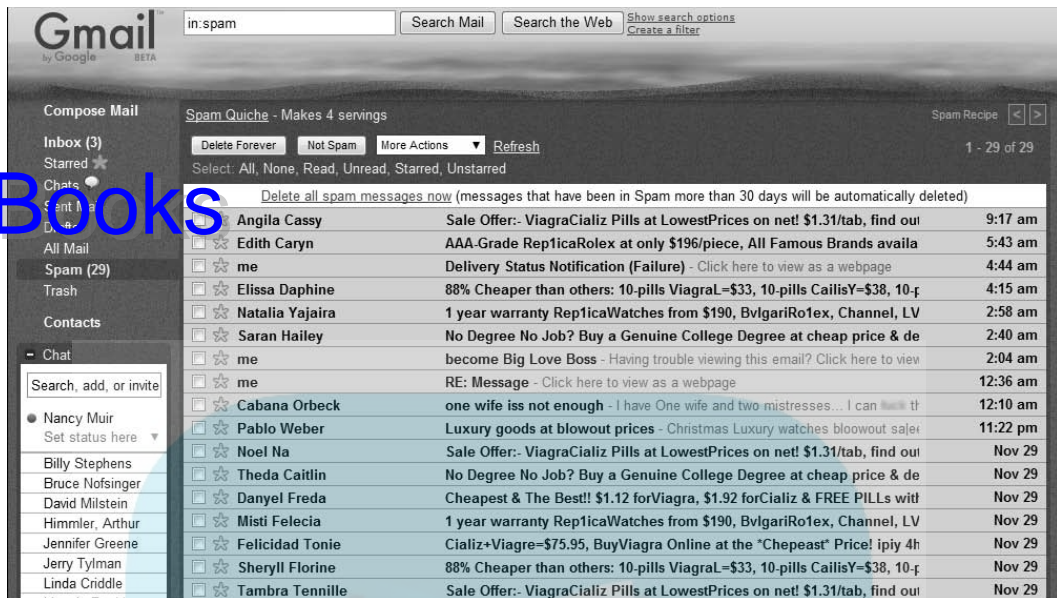 Gmail
by Google BETA
in:spam Search Mail Search the Web Show search options
Create a filter
Compose Mail
Inbox (3)
Starred
Chats
Sent Ma
Drafts
All Mail
Spam (29)
Trash
Contacts
Chat
Search, add, or invite
Nancy Muir
Set status here
Billy Stephens
Bruce Nofsinger
David Milstein
Himmler, Arthur
Jennifer Greene
Jerry Tylman
Linda Criddle
Books
Spam Quiche - Makes 4 servings Spam Recipe < >
Delete Forever Not Spam More Actions Refresh 1 - 29 of 29
Select: All, None, Read, Unread, Starred, Unstarred
Delete all spam messages now (messages that have been in Spam more than 30 days will be automatically deleted)
Angila Cassy Sale Offer:- ViagraCializ Pills at LowestPrices on net! $1.31/tab, find out 9:17 am
Edith Caryn AAA-Grade Rep1icaRolex at only $196/piece, All Famous Brands availa 5:43 am
me Delivery Status Notification (Failure) - Click here to view as a webpage 4:44 am
Elissa Daphine 88% Cheaper than others: 10-pills ViagraL=$33, 10-pills CailisY=$38, 10-p 4:15 am
Natalia Yajaira 1 year warranty Rep1icaWatches from $190, BvlgariRo1ex, Channel, LV 2:58 am
Saran Hailey No Degree No Job? Buy a Genuine College Degree at cheap price & de 2:40 am
me become Big Love Boss - Having trouble viewing this email? Click here to view 2:04 am
me RE: Message - Click here to view as a webpage 12:36 am
Cabana Orbeck one wife iss not enough - I have One wife and two mistresses... I can th 12:10 am
Pablo Weber Luxury goods at blowout prices - Christmas Luxury watches bloowout salee 11:22 pm
Noel Na Sale Offer:- ViagraCializ Pills at LowestPrices on net! $1.31/tab, find out Nov 29
Theda Caitlin No Degree No Job? Buy a Genuine College Degree at cheap price & de Nov 29
Danyel Freda Cheapest & The Best!! $1.12 forViagra, $1.92 forCializ & FREE PILLs with Nov 29
Misti Felecia 1 year warranty Rep1icaWatches from $190, BvlgariRo1ex, Channel, LV Nov 29
Felicidad Tonie Cializ+Viagre=$75.95, BuyViagra Online at the *Chepeast* Price! ipiy 4h Nov 29
Sheryll Florine 88% Cheaper than others: 10-pills ViagraL=$33, 10-pills CailisY=$38, 10-p Nov 29
Tambra Tennille Sale Offer:- ViagraCializ Pills at LowestPrices on net! $1.31/tab, find out Nov 29